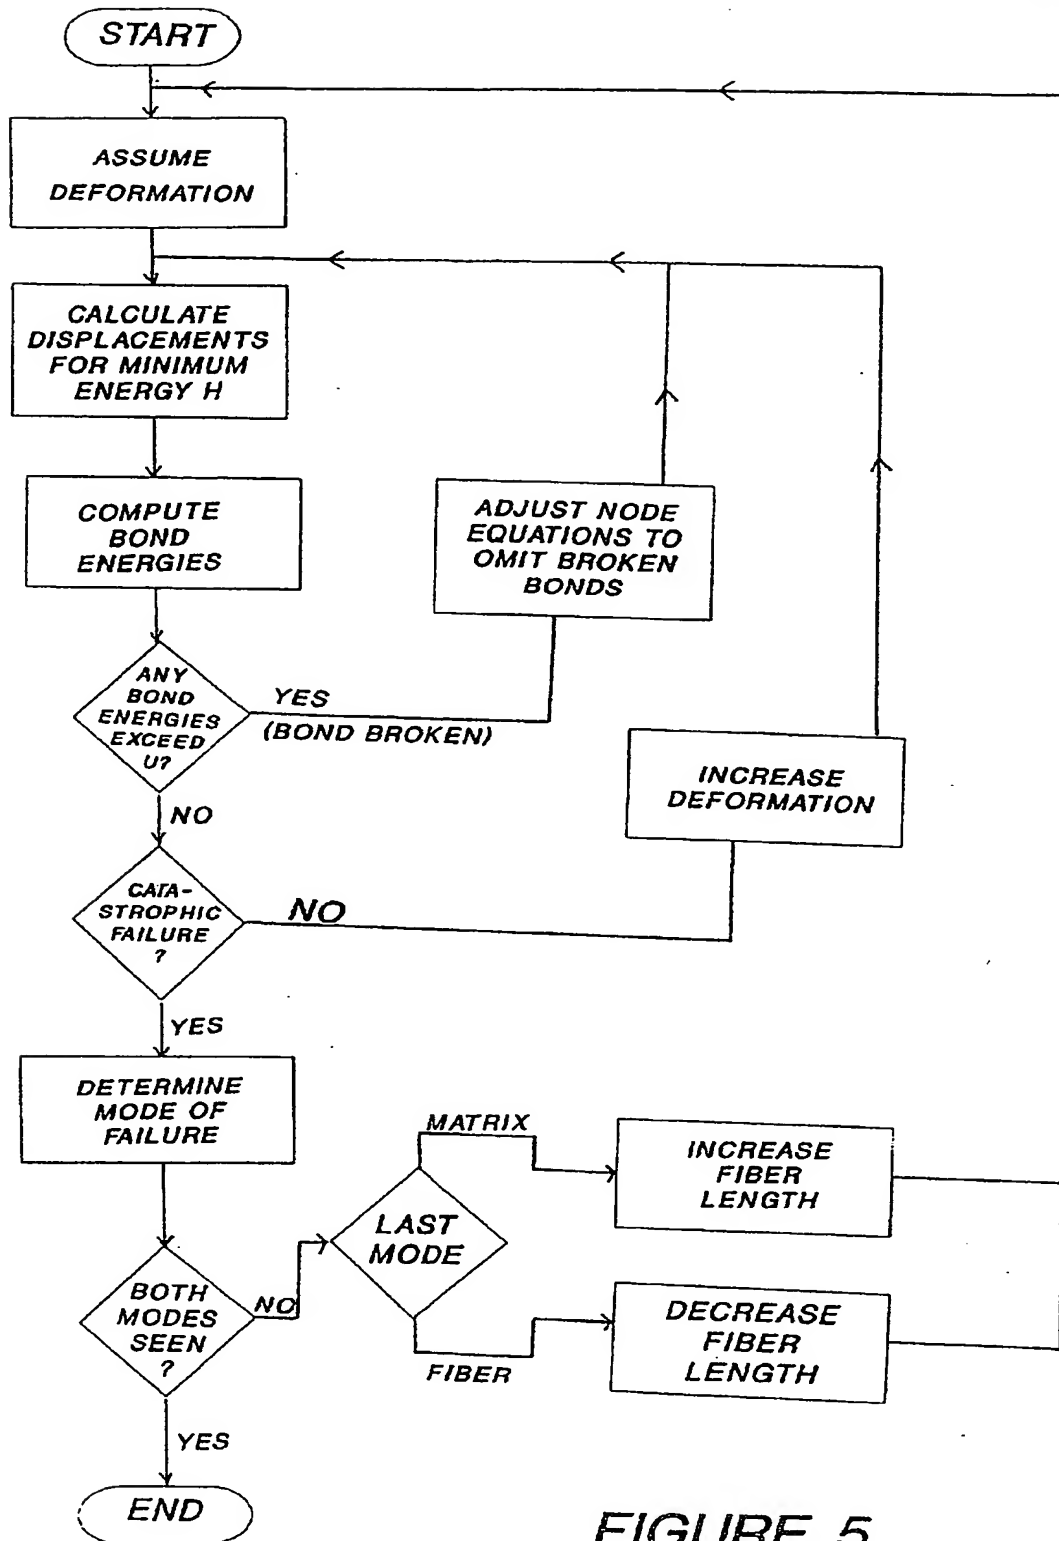 START
ASSUME
DEFORMATION
CALCULATE
DISPLACEMENTS
FOR MINIMUM
ENERGY H
COMPUTE
BOND
ENERGIES
ADJUST NODE
EQUATIONS TO
OMIT BROKEN
BONDS
ANY
BOND
ENERGIES
EXCEED
U?
YES
(BOND BROKEN)
INCREASE
DEFORMATION
NO
CATA-
STROPHIC
FAILURE
?
NO
YES
DETERMINE
MODE OF
FAILURE
MATRIX
INCREASE
FIBER
LENGTH
LAST
MODE
BOTH
MODES
SEEN
?
NO
DECREASE
FIBER
LENGTH
FIBER
YES
END
FIGURE 5